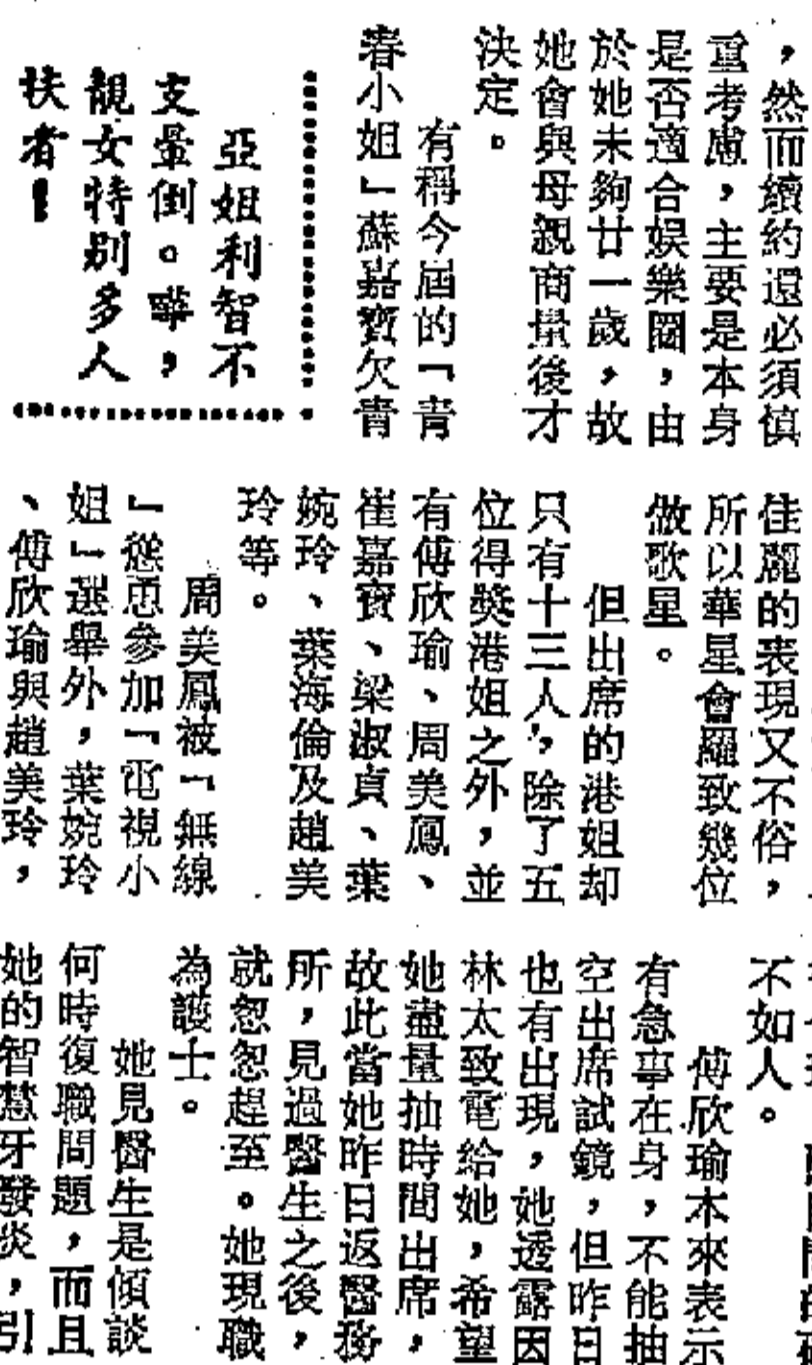 ，然而續約還必須慎
重考慮，主要是本身
是否適合娛樂圈，由
於她未夠廿一歲，故
她會與母親商量後才
決定。
有稱今屆的「青
春小姐」蘇嘉寶欠青
亞姐利智不
支暈倒。嘩，
靚女特別多人
扶者！
佳麗的表現又不俗，
所以華星會羅致幾位
做歌星。
但出席的港姐却
只有十三人，除了五
位得獎港姐之外，並
有傅欣瑜、周美鳳、
崔嘉寶、梁淑貞、葉
婉玲、葉海倫及趙美
玲等。
周美鳳被「無線
」慫恿參加「電視小
姐」選舉外，葉婉玲
、傅欣瑜與趙美玲，
不如人。
傅欣瑜本來表示
有急事在身，不能抽
空出席試鏡，但昨日
也有出現，她透露因
林太致電給她，希望
她盡量抽時間出席，
故此當她昨日返醫務
所，見過醫生之後，
就怱怱趕至。她現職
為護士。
她見醫生是傾談
何時復職問題，而且
她的智慧牙發炎，引